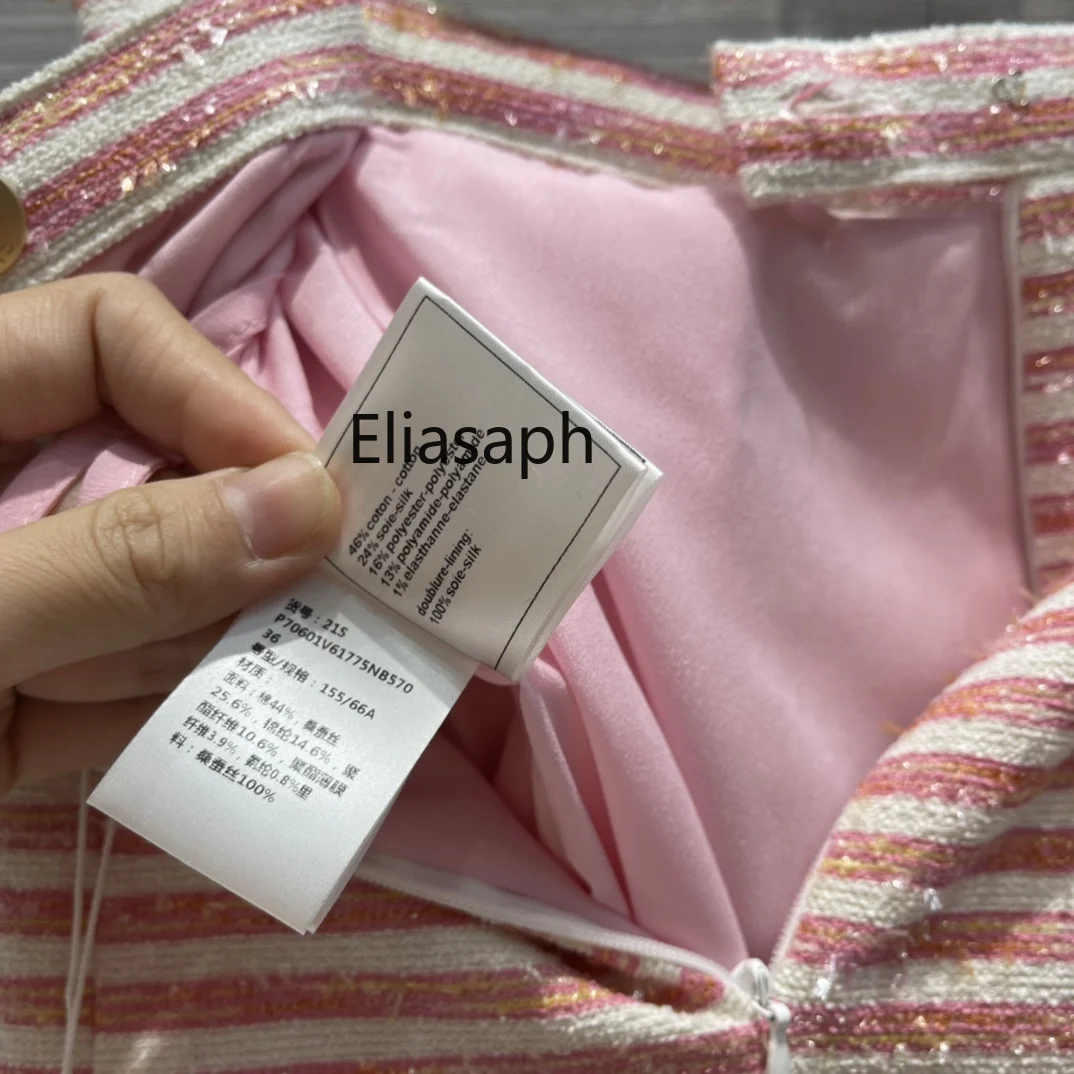 Eliasaph
46% coton - cotton
24% soie-silk
16% polyester-polyester
13% polyamide-polyamide
1% elasthanne-elastane
doublure-lining:
100% soie-silk
货号：21S
P70601V61775NB570
36
号型/规格：155/66A
材质：
面料：棉44%，桑蚕丝
25.6%，锦纶14.6%，聚
酯纤维10.6%，聚酯薄膜
纤维3.9%，氨纶0.8%里
料：桑蚕丝100%